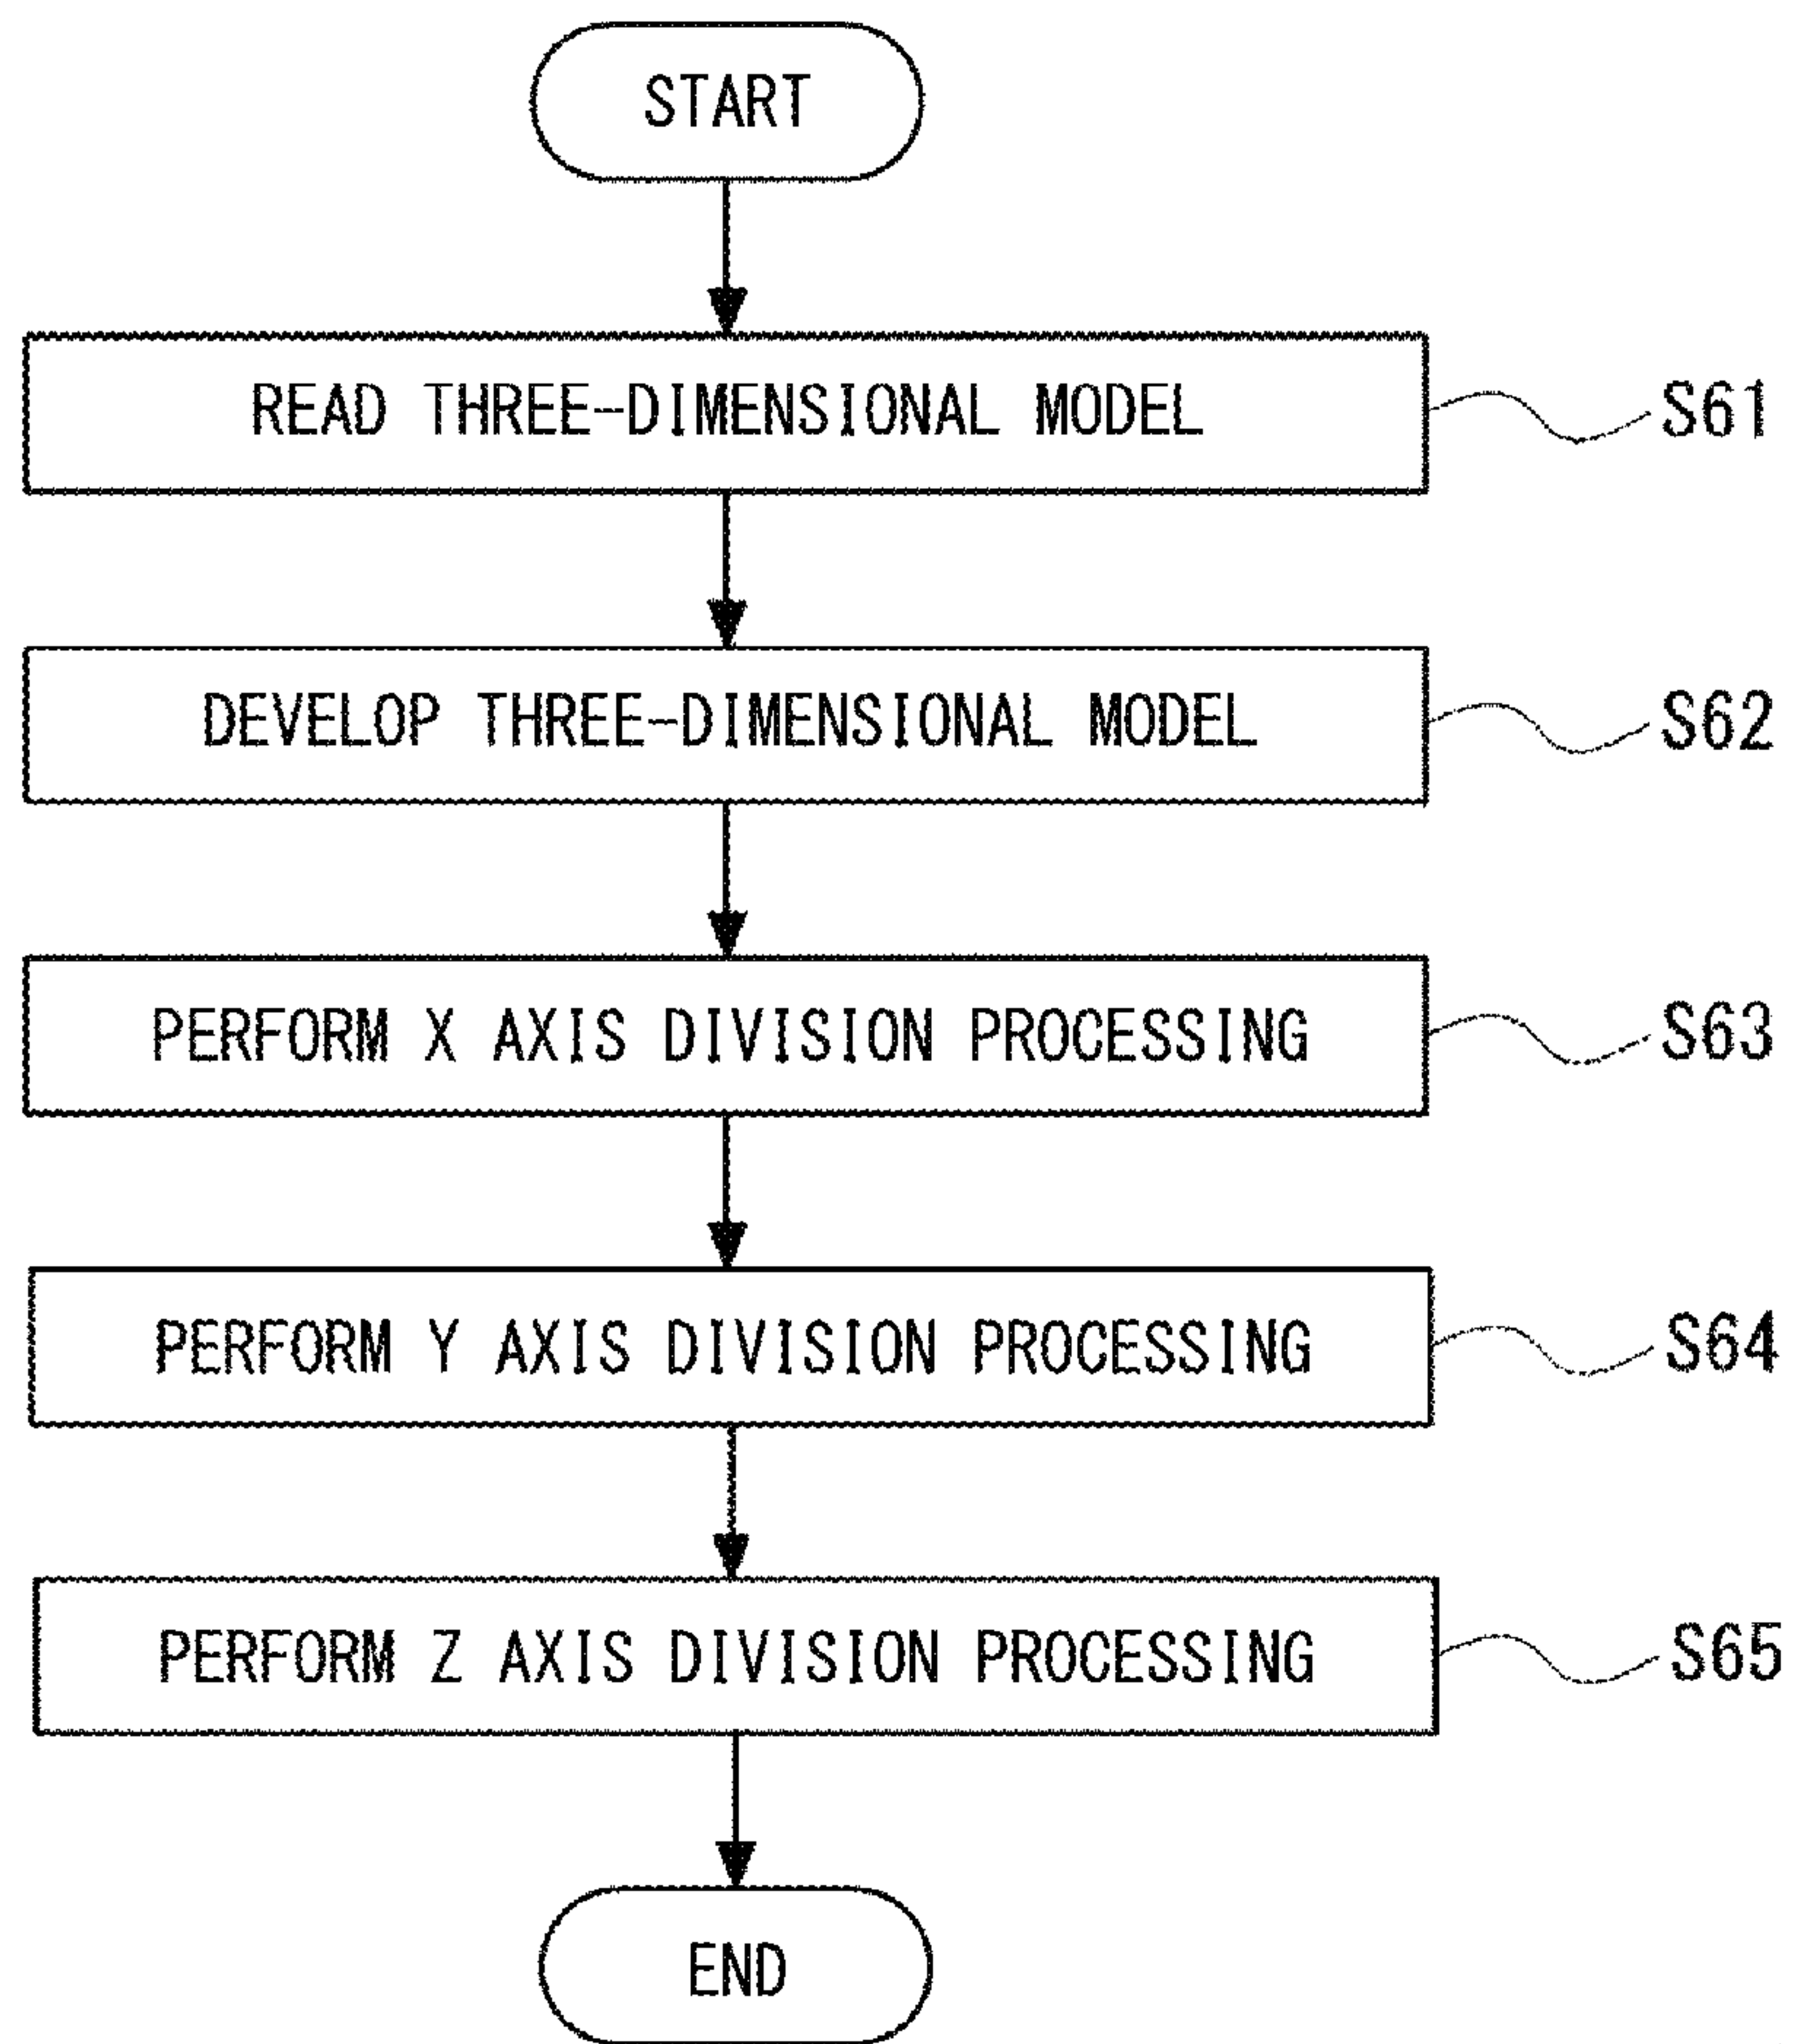 START
READ THREE-DIMENSIONAL MODEL
S61
DEVELOP THREE-DIMENSIONAL MODEL
S62
PERFORM X AXIS DIVISION PROCESSING
S63
PERFORM Y AXIS DIVISION PROCESSING
S64
PERFORM Z AXIS DIVISION PROCESSING
S65
END